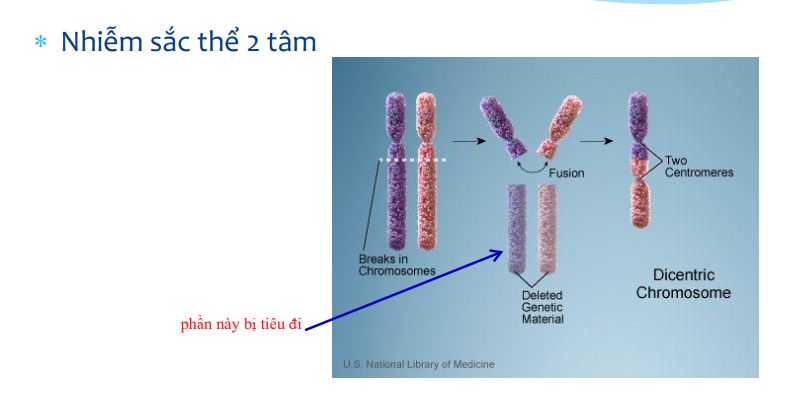 * Nhiễm sắc thể 2 tâm
Fusion
Two
Centromeres
Breaks in
Chromosomes
Deleted
Genetic
Material
Dicentric
Chromosome
phần này bị tiêu đi
U.S. National Library of Medicine